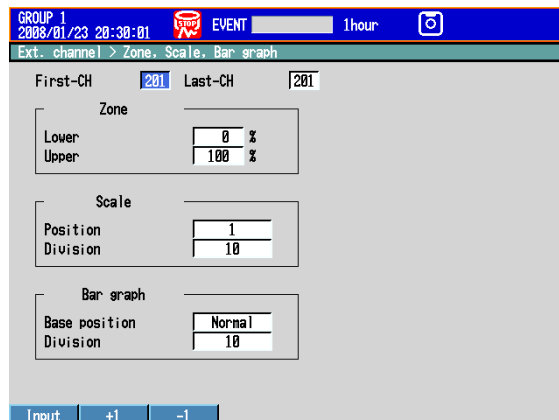 GROUP 1
2008/01/23 20:30:01 STOP EVENT 1hour
Ext. channel > Zone, Scale, Bar graph
First-CH 201 Last-CH 201
Zone
Lower 0 %
Upper 100 %
Scale
Position 1
Division 10
Bar graph
Base position Normal
Division 10
Input +1 -1